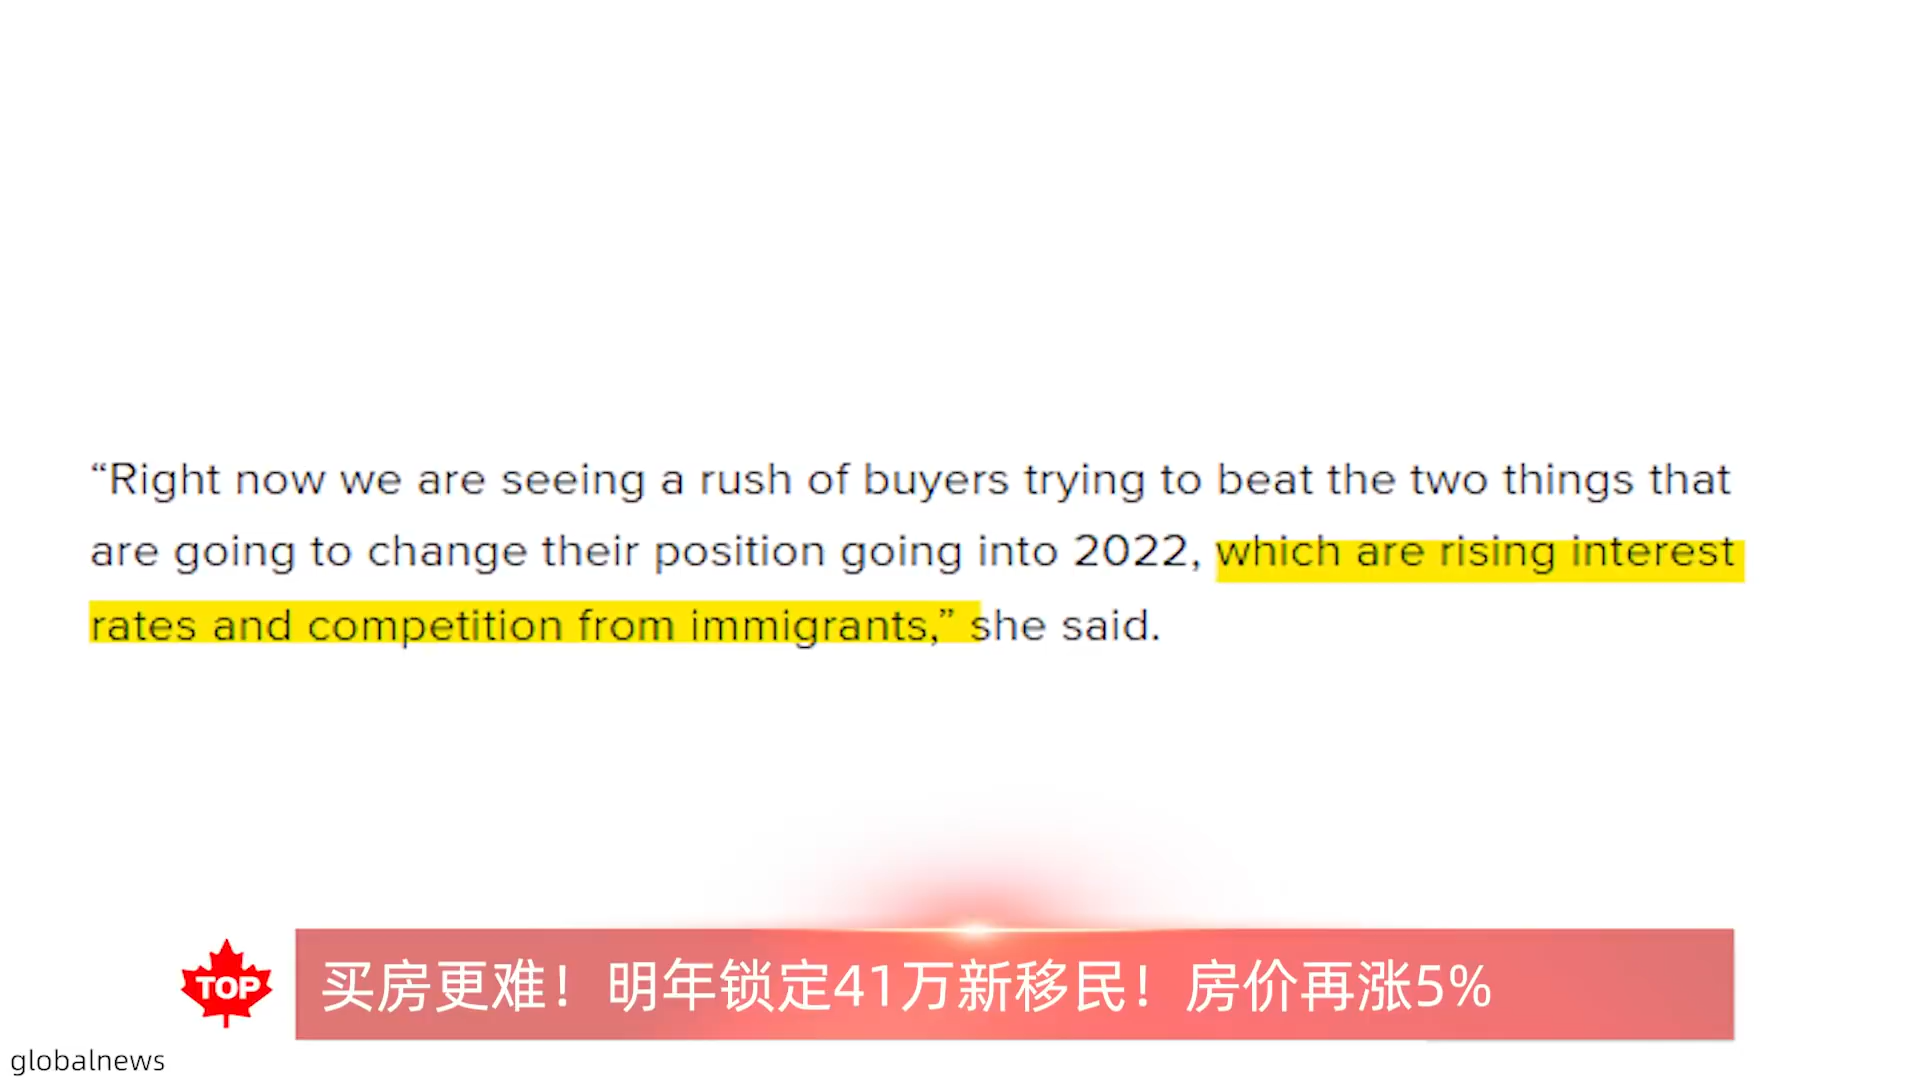 “Right now we are seeing a rush of buyers trying to beat the two things that
are going to change their position going into 2022, which are rising interest
rates and competition from immigrants,” she said.
TOP
买房更难！明年锁定41万新移民！房价再涨5%
globalnews